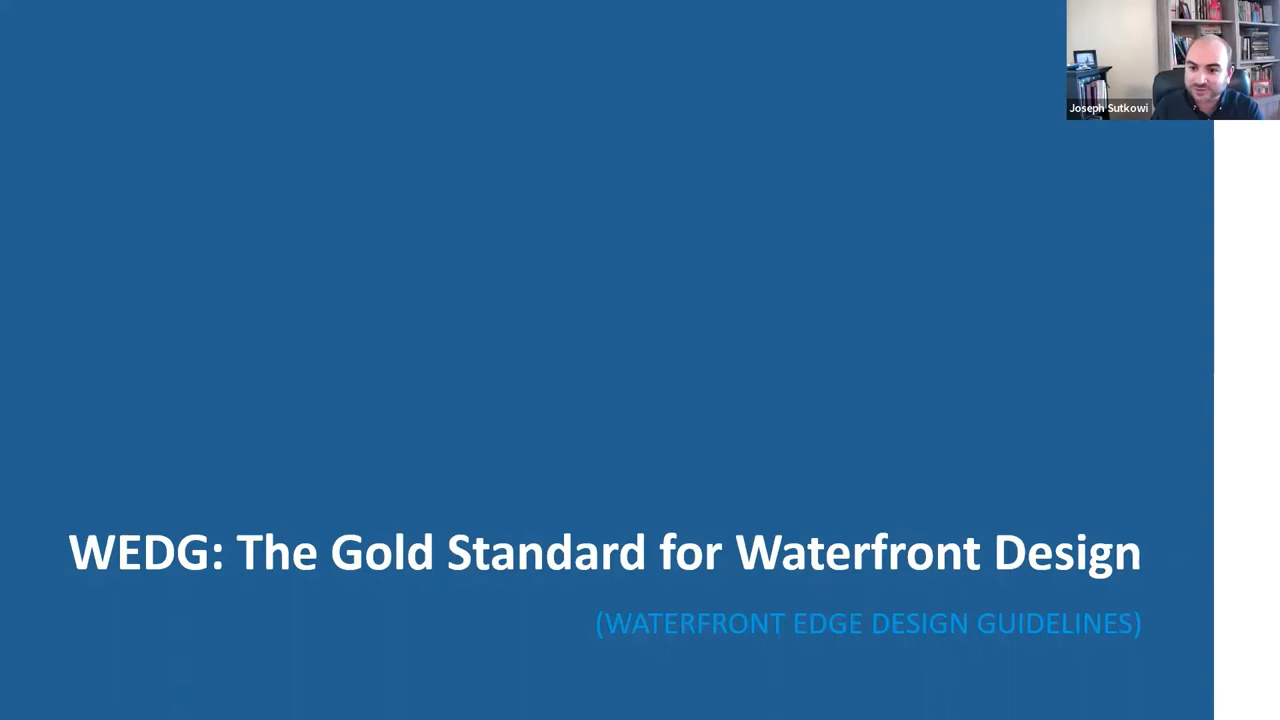 Joseph Sutkowi
WEDG: The Gold Standard for Waterfront Design
(WATERFRONT EDGE DESIGN GUIDELINES)